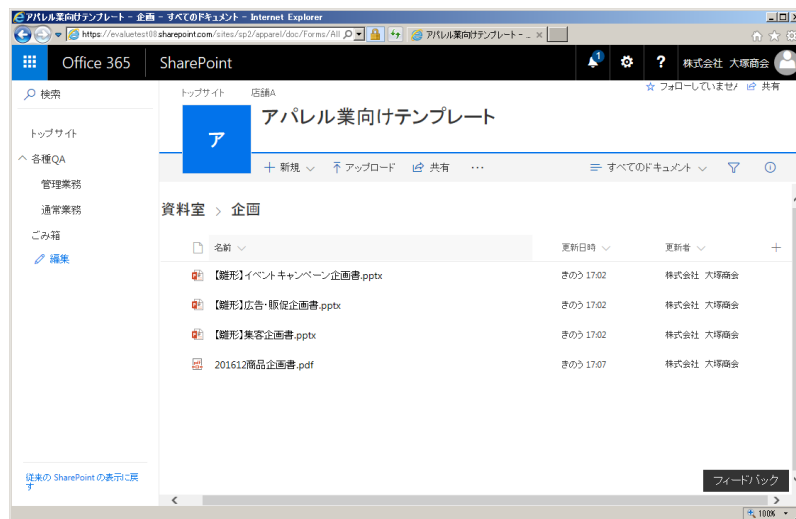 アパレル業向けテンプレート - 企画 - すべてのドキュメント - Internet Explorer
https://evaluetest08.sharepoint.com/sites/sp2/apparel/doc/Forms/All
アパレル業向けテンプレート - ...
Office 365 SharePoint 1 ? 株式会社 大塚商会
検索
トップサイト 店舗A
フォローしていません 共有
ア
アパレル業向けテンプレート
トップサイト
各種QA
管理業務
通常業務
ごみ箱
編集
新規 アップロード 共有 ... すべてのドキュメント
資料室 > 企画
名前 更新日時 更新者 +
【雛形】イベントキャンペーン企画書.pptx きのう 17:02 株式会社 大塚商会
【雛形】広告・販促企画書.pptx きのう 17:02 株式会社 大塚商会
【雛形】集客企画書.pptx きのう 17:02 株式会社 大塚商会
201612商品企画書.pdf きのう 17:07 株式会社 大塚商会
従来の SharePoint の表示に戻
す
フィードバック
100%